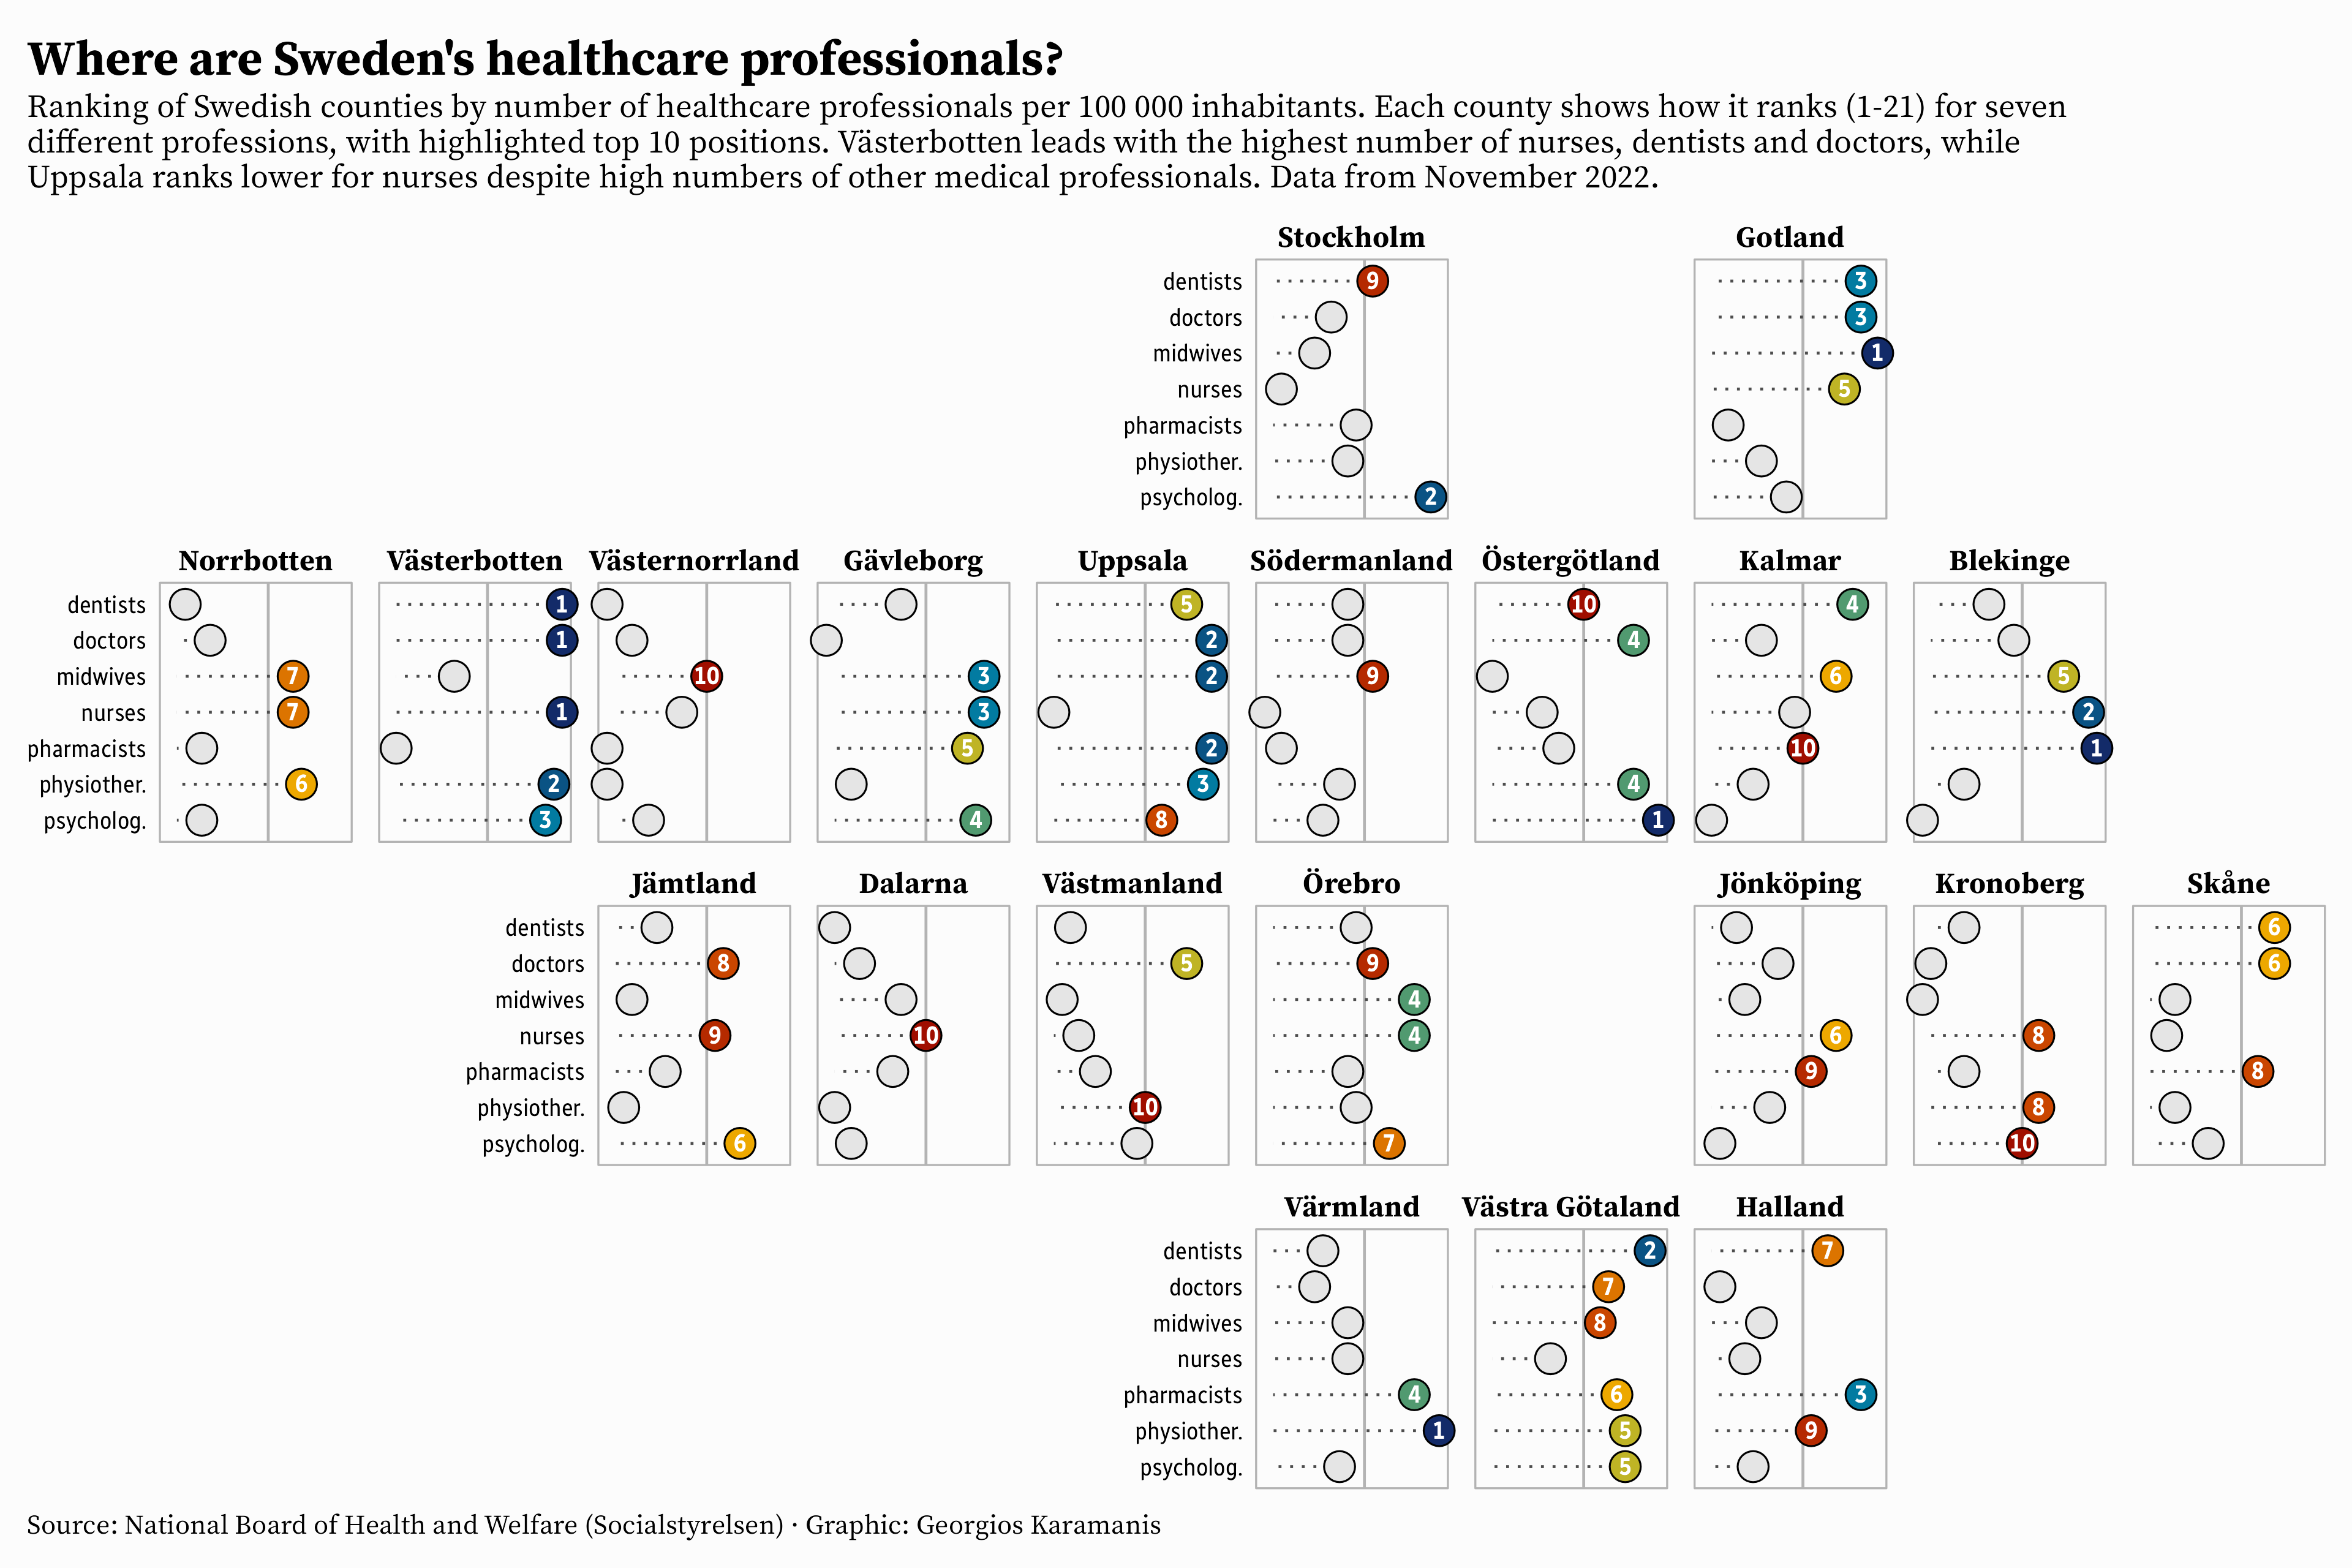 Where are Sweden's healthcare professionals?
Ranking of Swedish counties by number of healthcare professionals per 100 000 inhabitants. Each county shows how it ranks (1-21) for seven
different professions, with highlighted top 10 positions. Västerbotten leads with the highest number of nurses, dentists and doctors, while
Uppsala ranks lower for nurses despite high numbers of other medical professionals. Data from November 2022.
Stockholm Gotland
dentists 9 3
doctors 3
midwives 1
nurses 5
pharmacists
physiother.
psycholog. 2
Norrbotten Västerbotten Västernorrland Gävleborg Uppsala Södermanland Östergötland Kalmar Blekinge
dentists 1 5 10 4
doctors 1 2 4
midwives 7 10 3 2 9 6 5
nurses 7 1 3 2
pharmacists 5 2 10 1
physiother. 6 2 3 4
psycholog. 3 4 8 1
Jämtland Dalarna Västmanland Örebro Jönköping Kronoberg Skåne
dentists 6
doctors 8 5 9 6
midwives 4
nurses 9 10 4 6 8
pharmacists 9 8
physiother. 10 8
psycholog. 6 7 10
Värmland Västra Götaland Halland
dentists 2 7
doctors 7
midwives 8
nurses
pharmacists 4 6 3
physiother. 1 5 9
psycholog. 5
Source: National Board of Health and Welfare (Socialstyrelsen) · Graphic: Georgios Karamanis